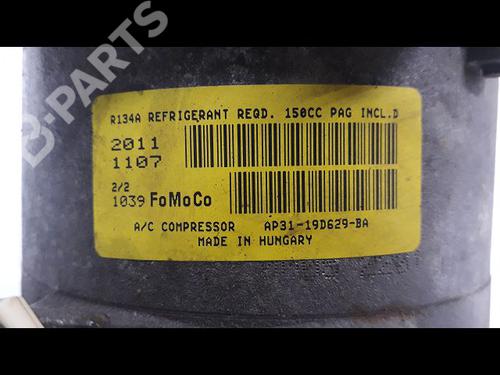 R134A REFRIGERANT REQD. 150CC PAG INCL.D
2011
1107
2/2
1039 FoMoCo
A/C COMPRESSOR AP31-19D629-BA
MADE IN HUNGARY